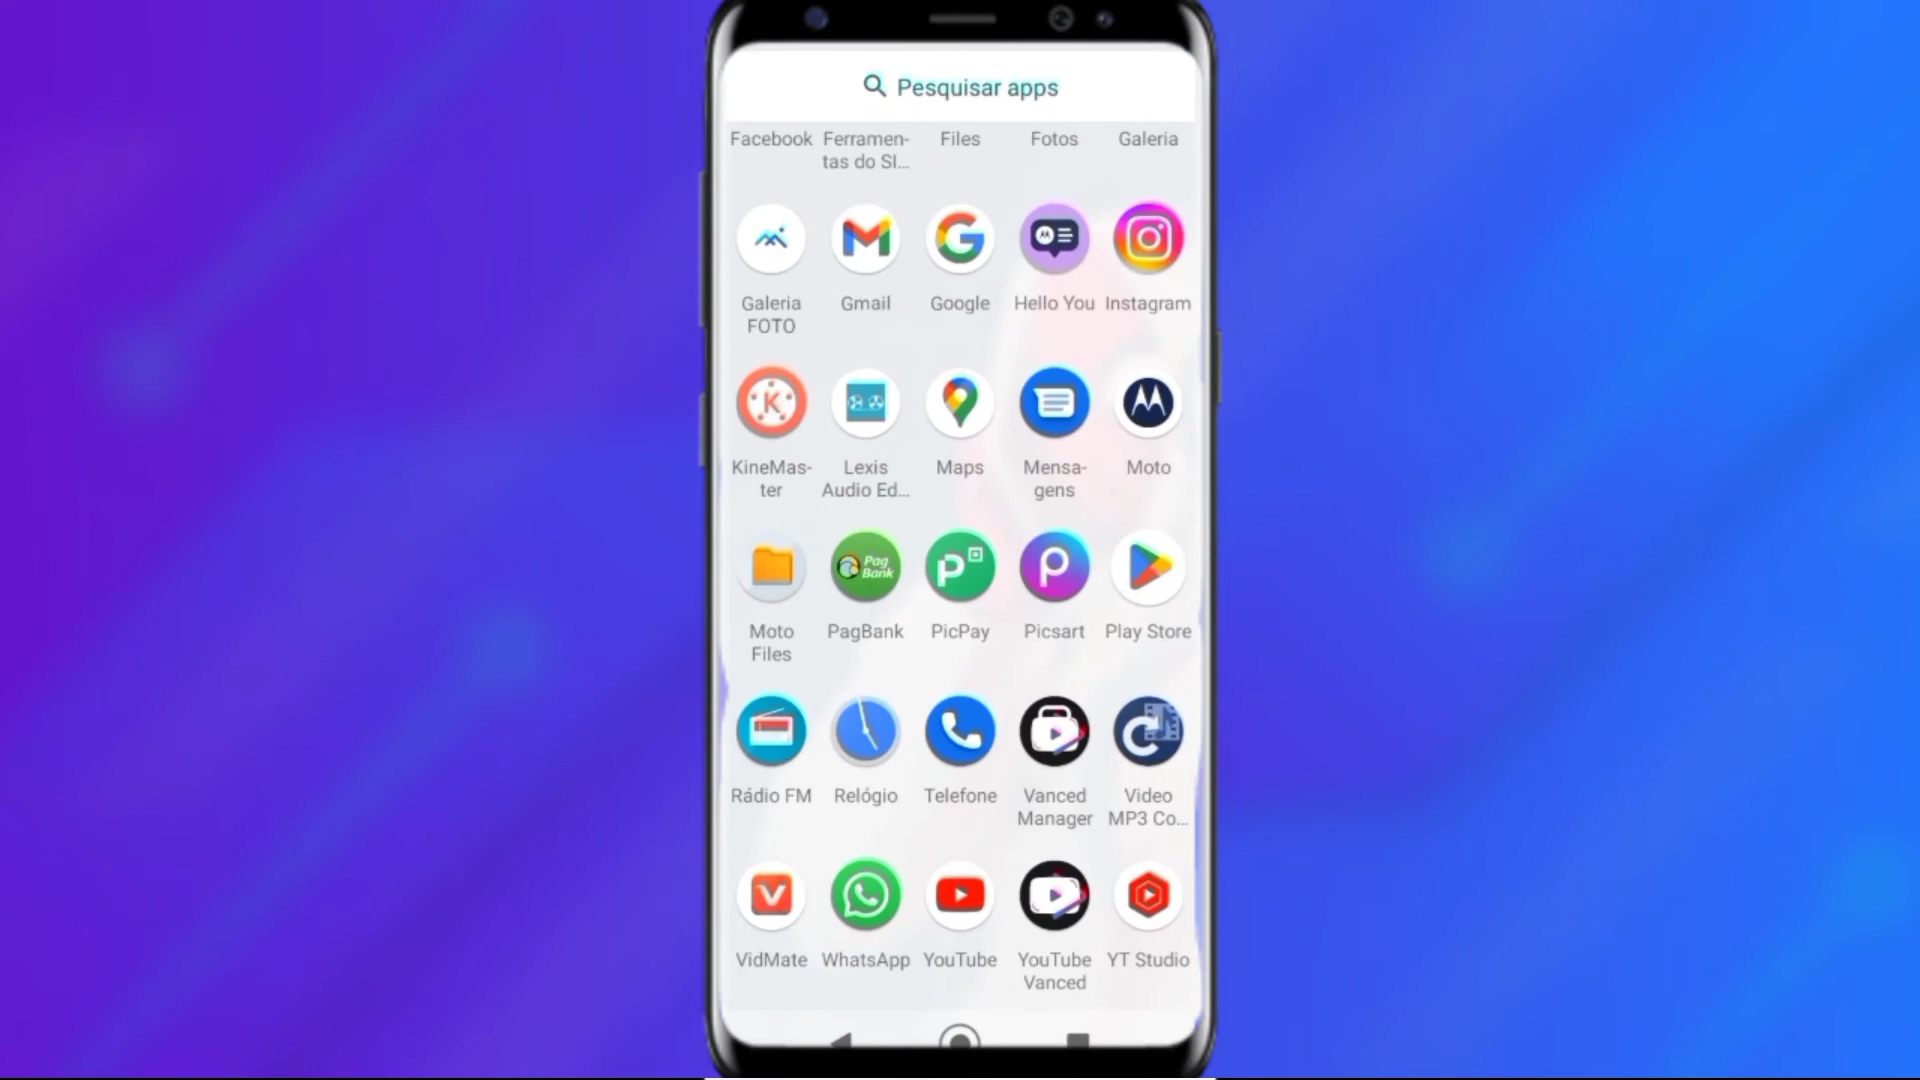 Pesquisar apps
Facebook Ferramen- Files Fotos Galeria
tas do SI...
Galeria Gmail Google Hello You Instagram
FOTO
K
KineMas- Lexis Maps Mensa- Moto
ter Audio Ed... gens
Pag
Bank
Moto PagBank PicPay Picsart Play Store
Files
Rádio FM Relógio Telefone Vanced Video
Manager MP3 Co...
VidMate WhatsApp YouTube YouTube YT Studio
Vanced